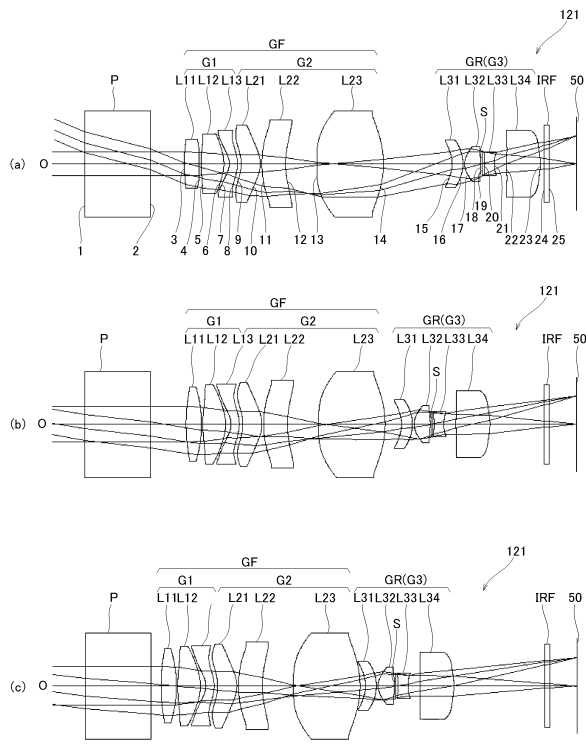 121
GF
G1 G2 GR(G3)
P L11 L12 L13 L21 L22 L23 L31 L32 L33 L34 IRF 50
S
(a) O
1 2 3 4 5 6 7 8 9 10 11 12 13 14 15 16 17 18 19 20 21 22 23 24 25
121
GF
G1 G2 GR(G3)
P L11 L12 L13 L21 L22 L23 L31 L32 L33 L34 IRF 50
S
(b) O
121
GF
G1 G2 GR(G3)
P L11 L12 L21 L22 L23 L31 L32 L33 L34 IRF 50
S
(c) O